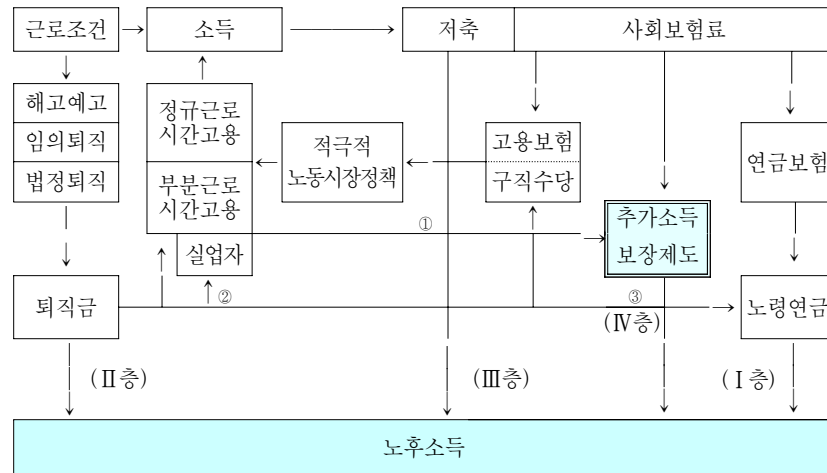 근로조건
소득
저축
사회보험료
해고예고
임의퇴직
법정퇴직
정규근로
시간고용
부분근로
시간고용
실업자
적극적
노동시장정책
고용보험
구직수당
연금보험
①
추가소득
보장제도
퇴직금
②
③
(Ⅳ층)
노령연금
(Ⅱ층)
(Ⅲ층)
(Ⅰ층)
노후소득